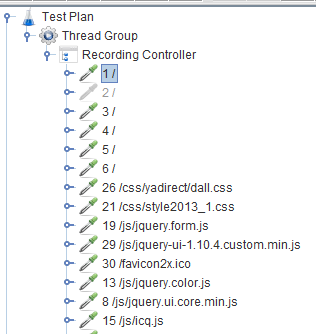 Test Plan
Thread Group
Recording Controller
1 /
2 /
3 /
4 /
5 /
6 /
26 /css/yadirect/dall.css
21 /css/style2013_1.css
19 /js/jquery.form.js
29 /js/jquery-ui-1.10.4.custom.min.js
30 /favicon2x.ico
13 /js/jquery.color.js
8 /js/jquery.ui.core.min.js
15 /js/icq.js